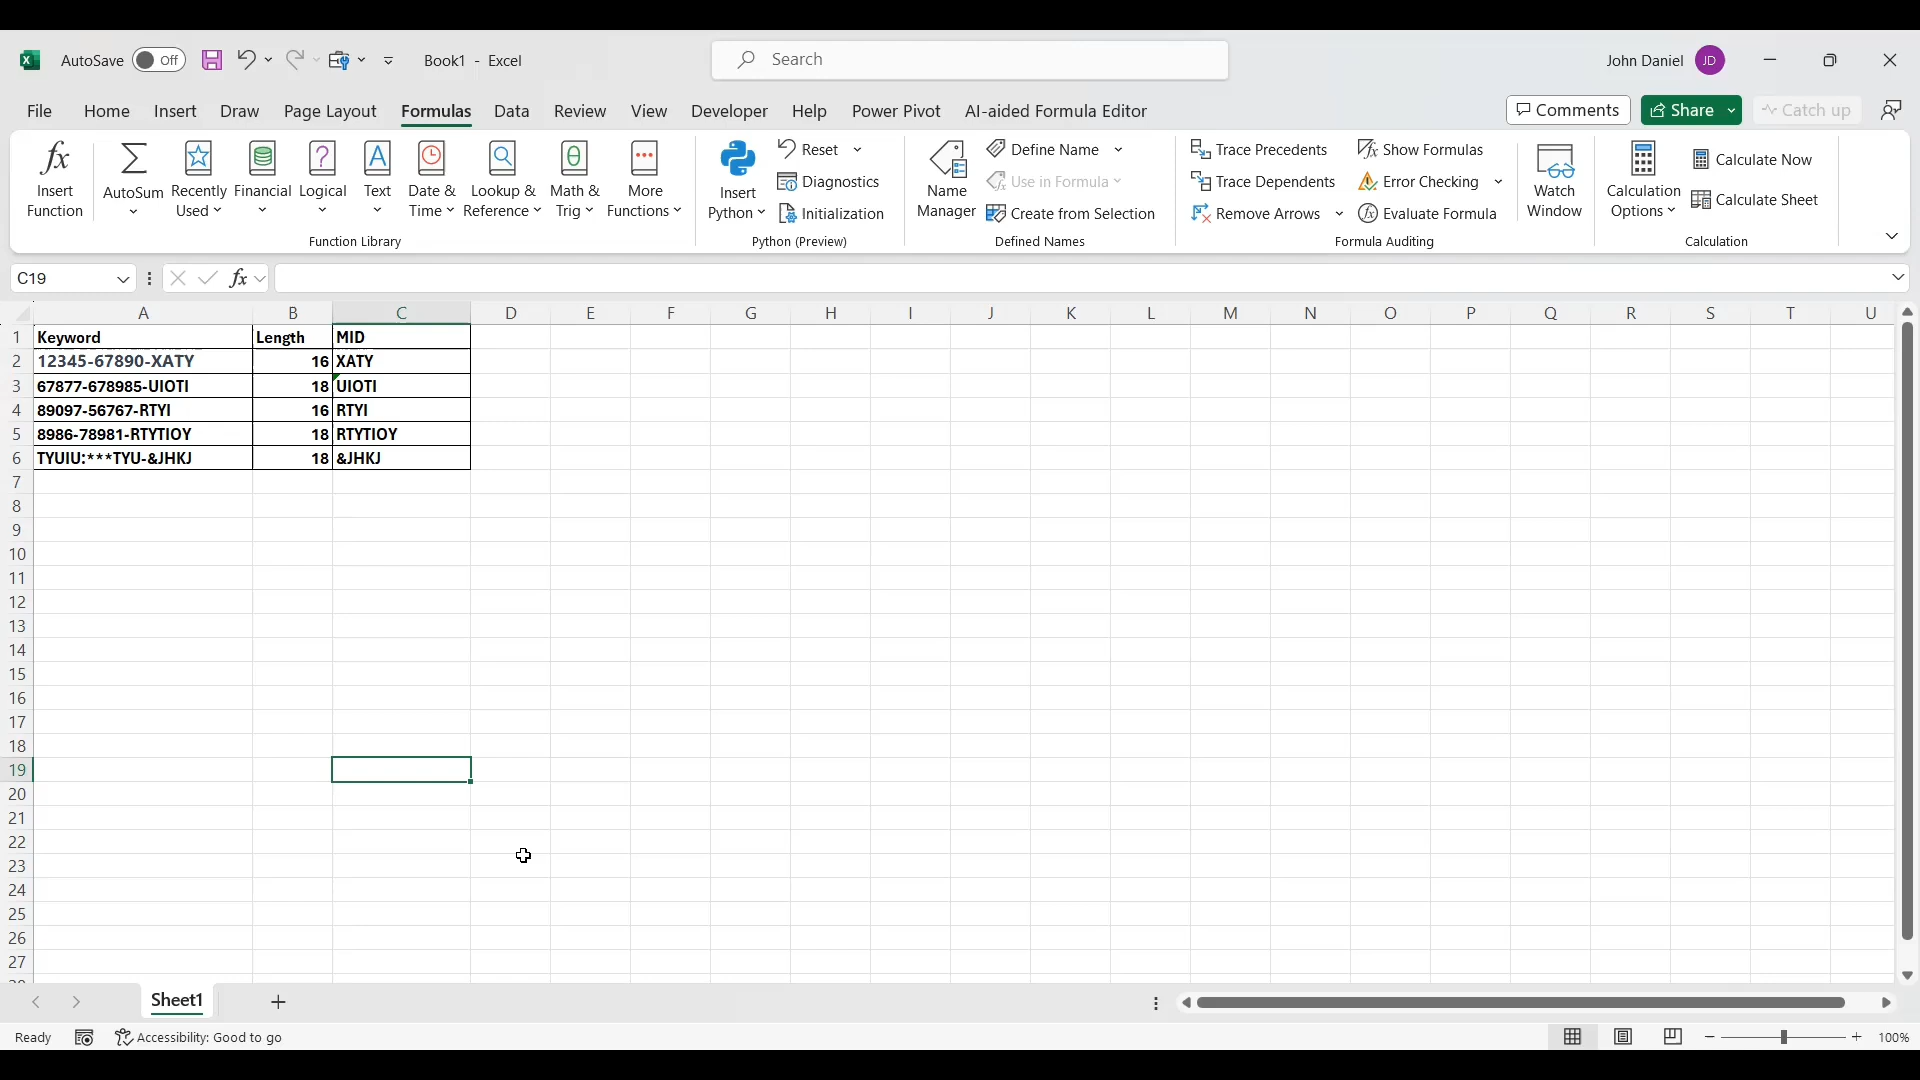 AutoSave Off Book1 - Excel Search John Daniel JD
File Home Insert Draw Page Layout Formulas Data Review View Developer Help Power Pivot AI-aided Formula Editor Comments Share Catch up
Insert Function AutoSum Recently Used Financial Logical Text Date & Time Lookup & Reference Math & Trig More Functions
Function Library
Insert Python Reset Diagnostics Initialization
Python (Preview)
Name Manager Define Name Use in Formula Create from Selection
Defined Names
Trace Precedents Trace Dependents Remove Arrows Show Formulas Error Checking Evaluate Formula
Formula Auditing
Watch Window
Calculation Options Calculate Now Calculate Sheet
Calculation
C19 fx
A B C D E F G H I J K L M N O P Q R S T U
1 Keyword Length MID
2 12345-67890-XATY 16 XATY
3 67877-678985-UIOTI 18 UIOTI
4 89097-56767-RTYI 16 RTYI
5 8986-78981-RTYTIOY 18 RTYTIOY
6 TYUIU:***TYU-&JHKJ 18 &JHKJ
7
8
9
10
11
12
13
14
15
16
17
18
19
20
21
22
23
24
25
26
27
Sheet1
Ready Accessibility: Good to go 100%